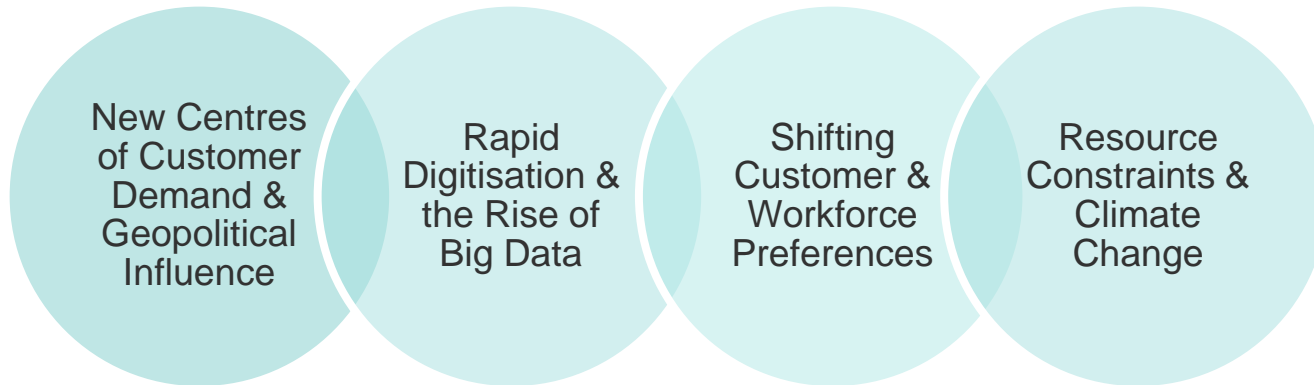 New Centres
of Customer
Demand &
Geopolitical
Influence
Rapid
Digitisation &
the Rise of
Big Data
Shifting
Customer &
Workforce
Preferences
Resource
Constraints &
Climate
Change